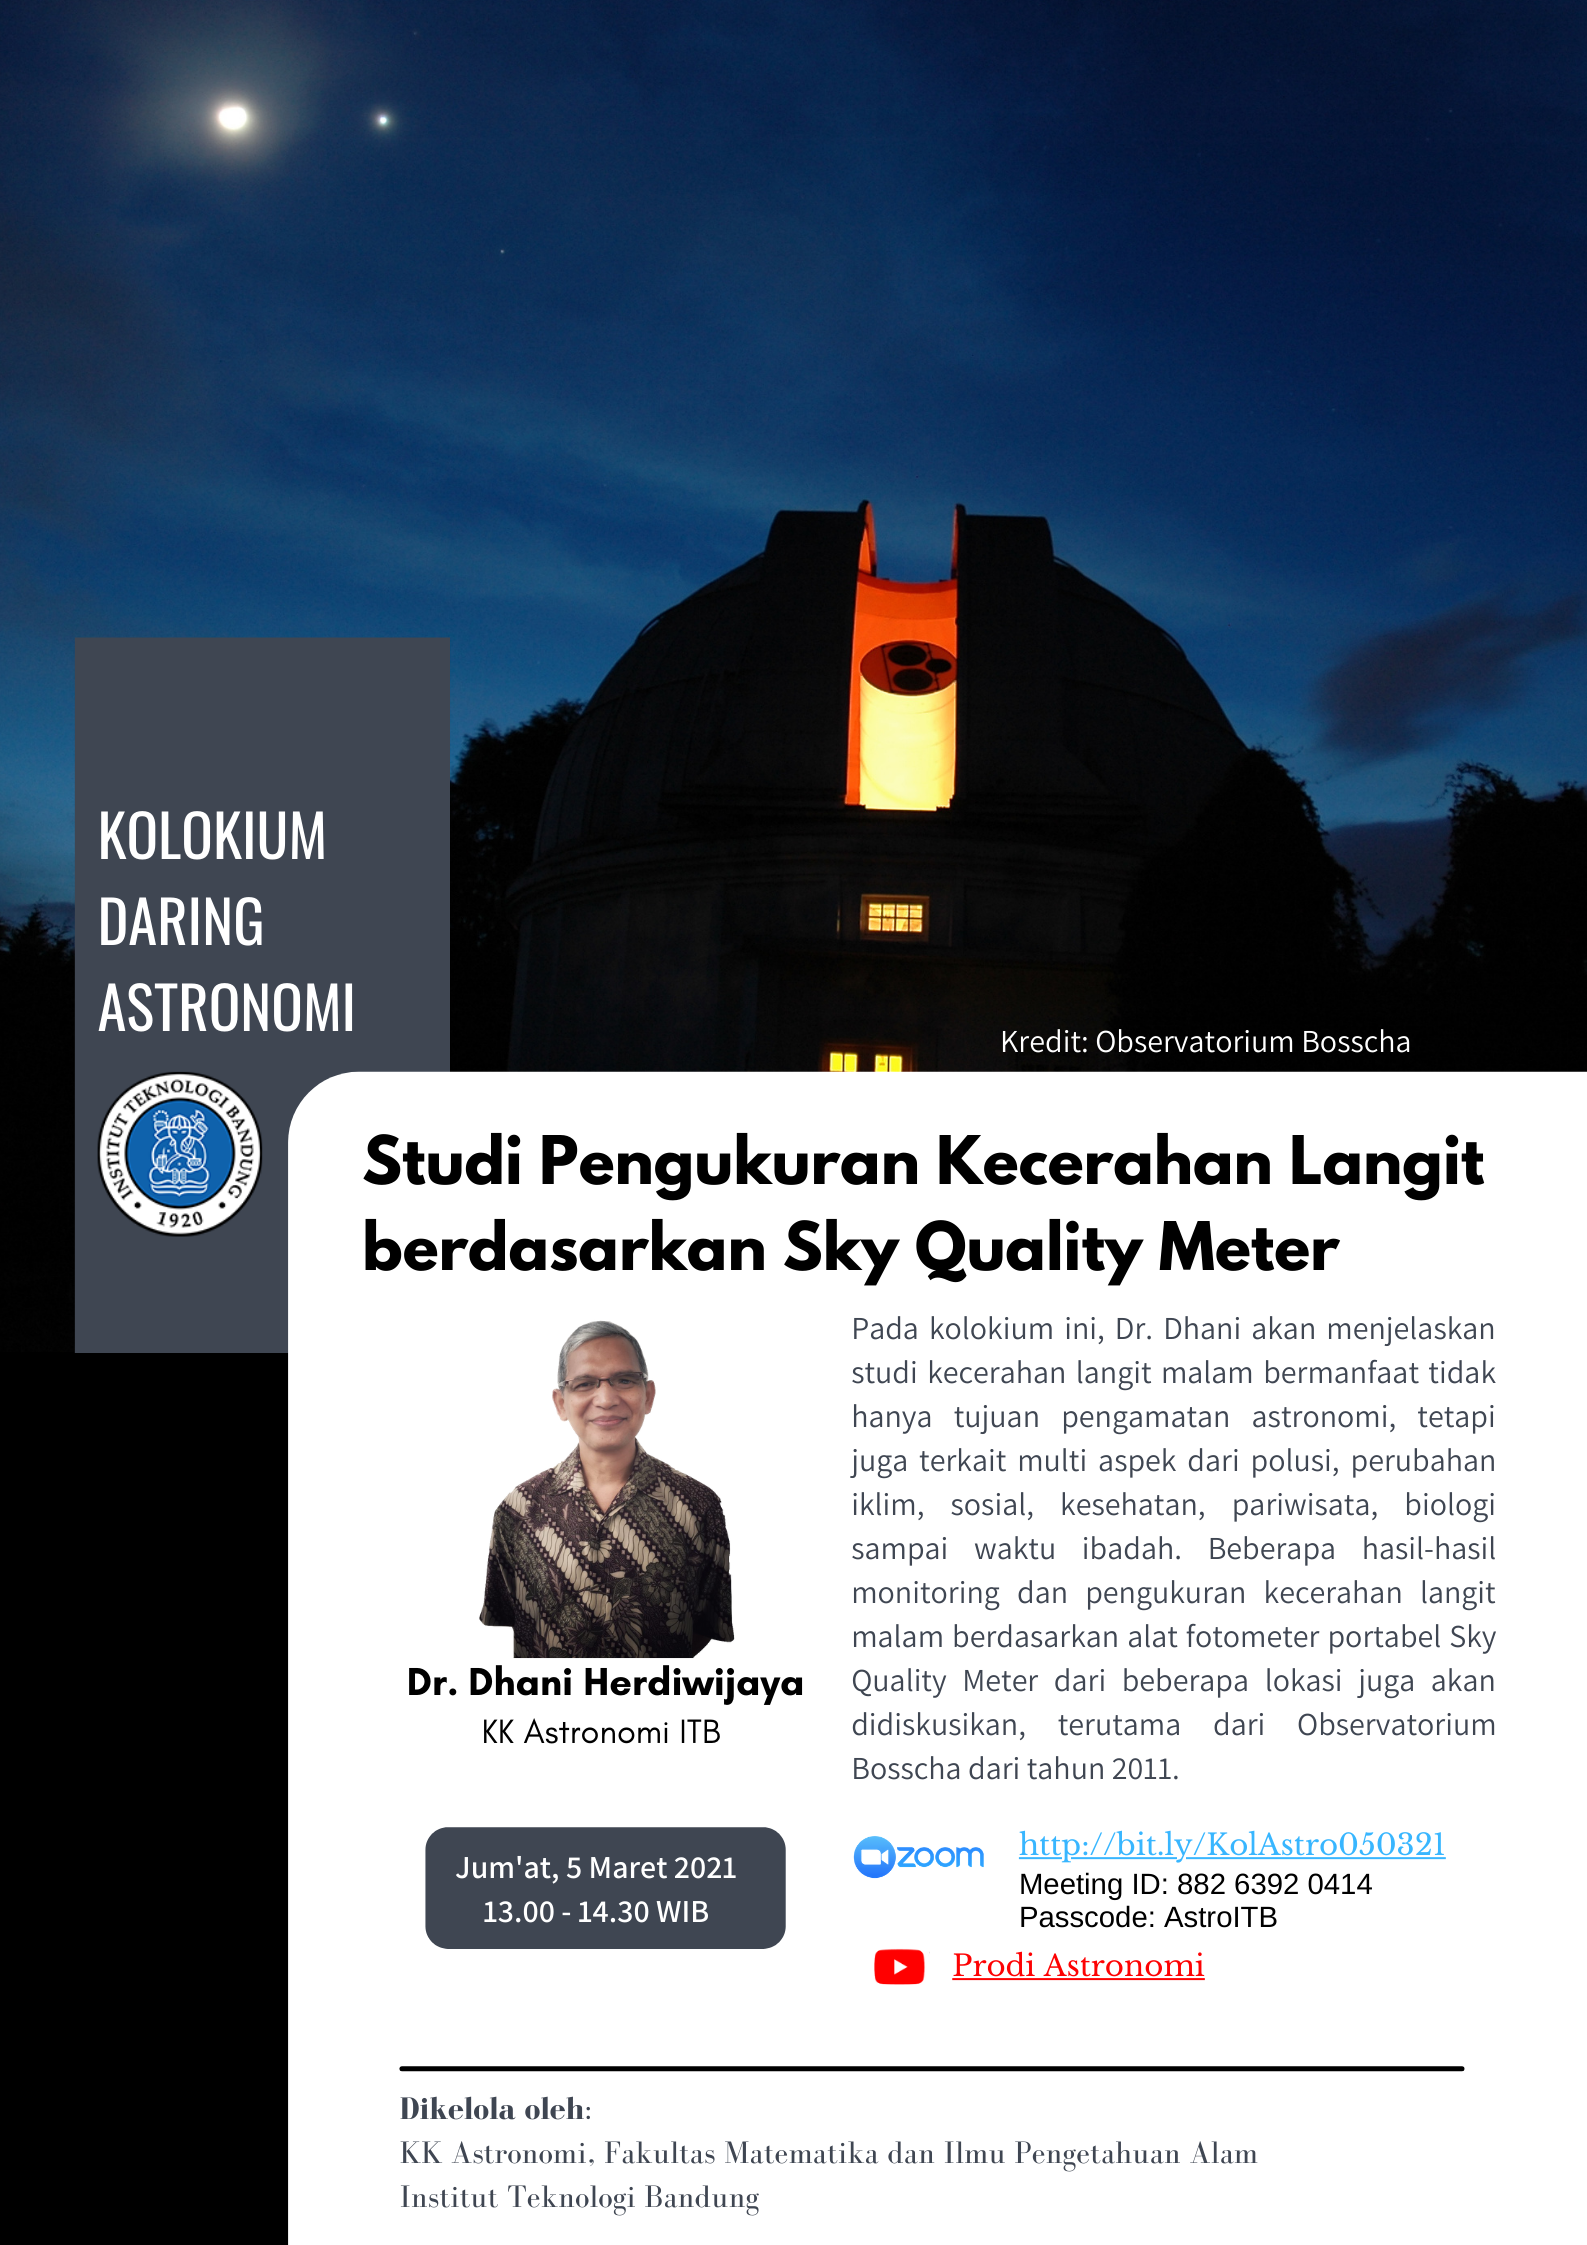 KOLOKIUM
DARING
ASTRONOMI
INSTITUT TEKNOLOGI BANDUNG
1920
Kredit: Observatorium Bosscha
Studi Pengukuran Kecerahan Langit
berdasarkan Sky Quality Meter
Dr. Dhani Herdiwijaya
KK Astronomi ITB
Pada kolokium ini, Dr. Dhani akan menjelaskan
studi kecerahan langit malam bermanfaat tidak
hanya tujuan pengamatan astronomi, tetapi
juga terkait multi aspek dari polusi, perubahan
iklim, sosial, kesehatan, pariwisata, biologi
sampai waktu ibadah. Beberapa hasil-hasil
monitoring dan pengukuran kecerahan langit
malam berdasarkan alat fotometer portabel Sky
Quality Meter dari beberapa lokasi juga akan
didiskusikan, terutama dari Observatorium
Bosscha dari tahun 2011.
Jum'at, 5 Maret 2021
13.00 - 14.30 WIB
zoom
http://bit.ly/KolAstro050321
Meeting ID: 882 6392 0414
Passcode: AstroITB
Prodi Astronomi
Dikelola oleh:
KK Astronomi, Fakultas Matematika dan Ilmu Pengetahuan Alam
Institut Teknologi Bandung